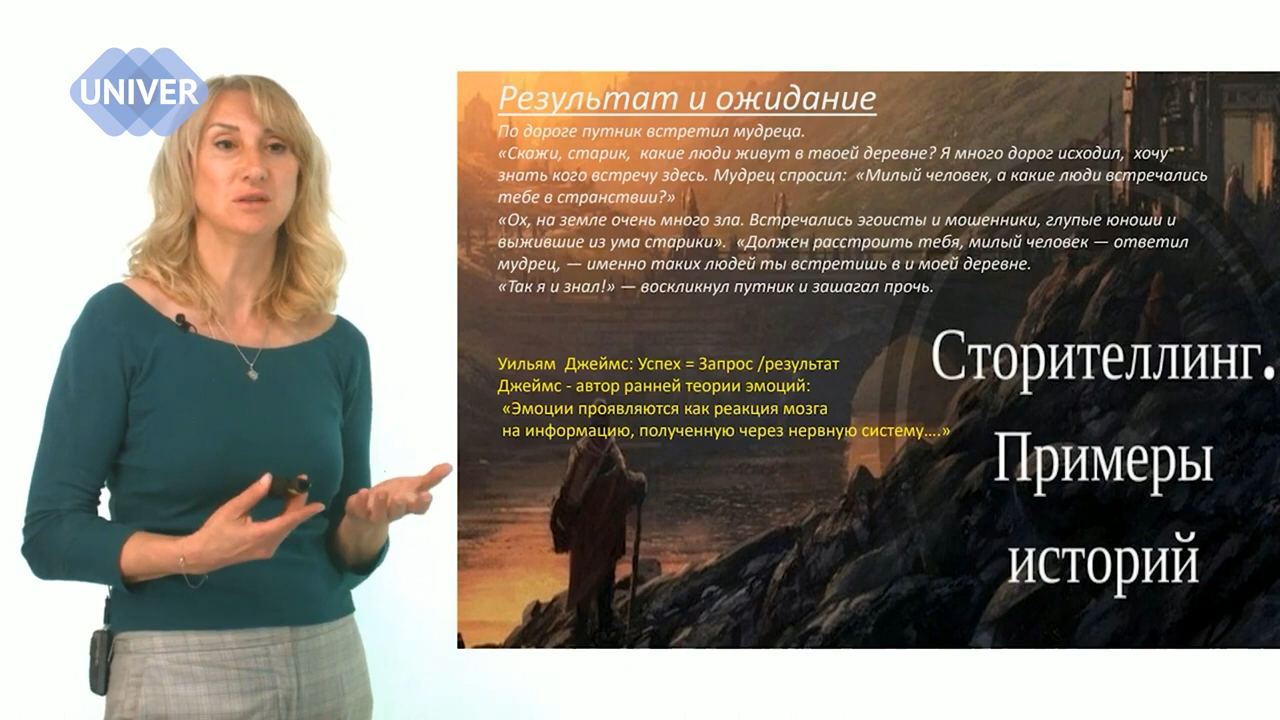 UNIVER
Результат и ожидание
По дороге путник встретил мудреца.
«Скажи, старик, какие люди живут в твоей деревне? Я много дорог исходил, хочу
знать кого встречу здесь. Мудрец спросил: «Милый человек, а какие люди встречались
тебе в странствии?»
«Ох, на земле очень много зла. Встречались эгоисты и мошенники, глупые юноши и
выжившие из ума старики». «Должен расстроить тебя, милый человек — ответил
мудрец, — именно таких людей ты встретишь в и моей деревне.
«Так я и знал!» — воскликнул путник и зашагал прочь.
Уильям Джеймс: Успех = Запрос /результат
Джеймс - автор ранней теории эмоций:
«Эмоции проявляются как реакция мозга
на информацию, полученную через нервную систему....»
Сторителлинг.
Примеры
историй